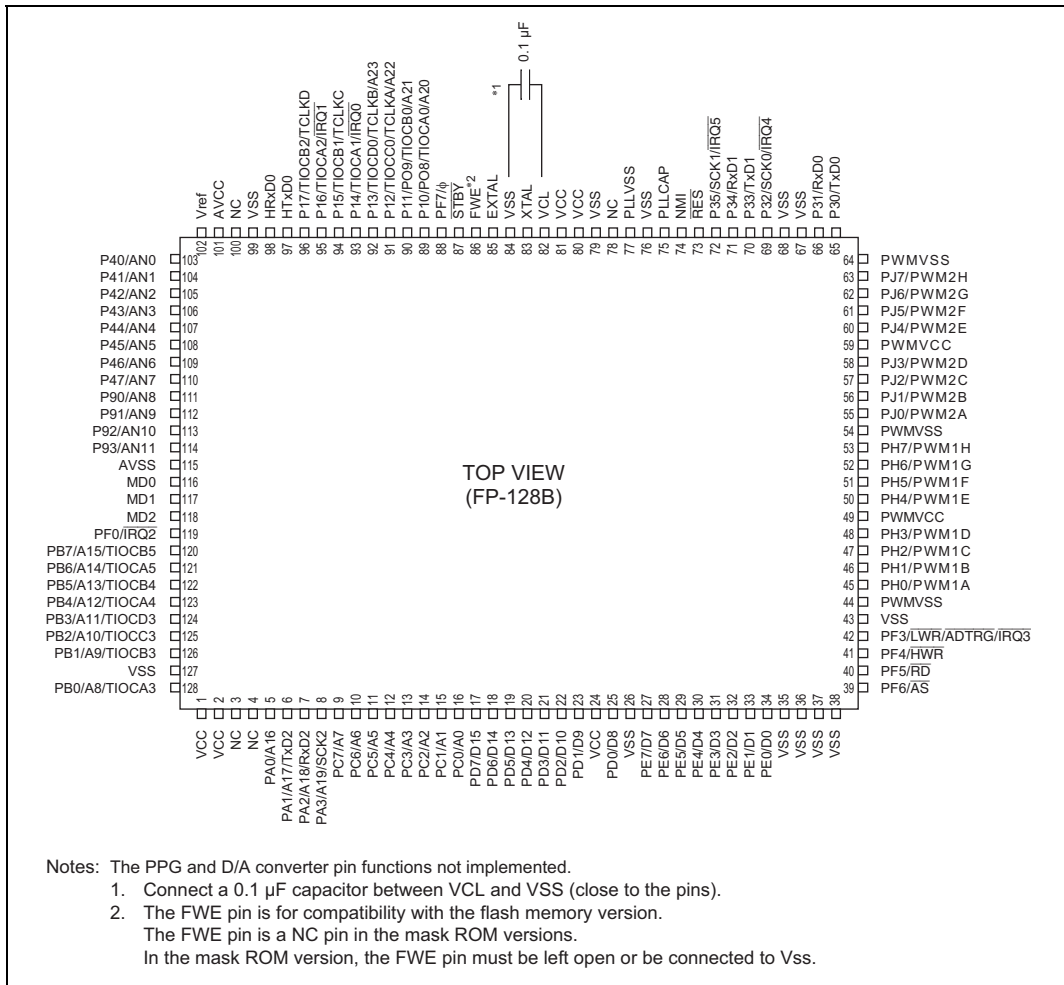 0.1 µF
*1
Vref
AVCC
NC
VSS
HRxD0
HTxD0
P17/TIOCB2/TCLKD
P16/TIOCA2/IRQ1
P15/TIOCB1/TCLKC
P14/TIOCA1/IRQ0
P13/TIOCD0/TCLKB/A23
P12/TIOCC0/TCLKA/A22
P11/PO9/TIOCB0/A21
P10/PO8/TIOCA0/A20
PF7/ϕ
STBY
FWE*2
EXTAL
VSS
XTAL
VCL
VCC
VCC
VSS
NC
PLLVSS
VSS
PLLCAP
NMI
RES
P35/SCK1/IRQ5
P34/RxD1
P33/TxD1
P32/SCK0/IRQ4
VSS
VSS
P31/RxD0
P30/TxD0
102 101 100 99 98 97 96 95 94 93 92 91 90 89 88 87 86 85 84 83 82 81 80 79 78 77 76 75 74 73 72 71 70 69 68 67 66 65
P40/AN0 103
P41/AN1 104
P42/AN2 105
P43/AN3 106
P44/AN4 107
P45/AN5 108
P46/AN6 109
P47/AN7 110
P90/AN8 111
P91/AN9 112
P92/AN10 113
P93/AN11 114
AVSS 115
MD0 116
MD1 117
MD2 118
PF0/IRQ2 119
PB7/A15/TIOCB5 120
PB6/A14/TIOCA5 121
PB5/A13/TIOCB4 122
PB4/A12/TIOCA4 123
PB3/A11/TIOCD3 124
PB2/A10/TIOCC3 125
PB1/A9/TIOCB3 126
VSS 127
PB0/A8/TIOCA3 128
TOP VIEW
(FP-128B)
64 PWMVSS
63 PJ7/PWM2H
62 PJ6/PWM2G
61 PJ5/PWM2F
60 PJ4/PWM2E
59 PWMVCC
58 PJ3/PWM2D
57 PJ2/PWM2C
56 PJ1/PWM2B
55 PJ0/PWM2A
54 PWMVSS
53 PH7/PWM1H
52 PH6/PWM1G
51 PH5/PWM1F
50 PH4/PWM1E
49 PWMVCC
48 PH3/PWM1D
47 PH2/PWM1C
46 PH1/PWM1B
45 PH0/PWM1A
44 PWMVSS
43 VSS
42 PF3/LWR/ADTRG/IRQ3
41 PF4/HWR
40 PF5/RD
39 PF6/AS
1 2 3 4 5 6 7 8 9 10 11 12 13 14 15 16 17 18 19 20 21 22 23 24 25 26 27 28 29 30 31 32 33 34 35 36 37 38
VCC
VCC
NC
NC
PA0/A16
PA1/A17/TxD2
PA2/A18/RxD2
PA3/A19/SCK2
PC7/A7
PC6/A6
PC5/A5
PC4/A4
PC3/A3
PC2/A2
PC1/A1
PC0/A0
PD7/D15
PD6/D14
PD5/D13
PD4/D12
PD3/D11
PD2/D10
PD1/D9
VCC
PD0/D8
VSS
PE7/D7
PE6/D6
PE5/D5
PE4/D4
PE3/D3
PE2/D2
PE1/D1
PE0/D0
VSS
VSS
VSS
VSS
Notes: The PPG and D/A converter pin functions not implemented.
1. Connect a 0.1 µF capacitor between VCL and VSS (close to the pins).
2. The FWE pin is for compatibility with the flash memory version.
The FWE pin is a NC pin in the mask ROM versions.
In the mask ROM version, the FWE pin must be left open or be connected to Vss.